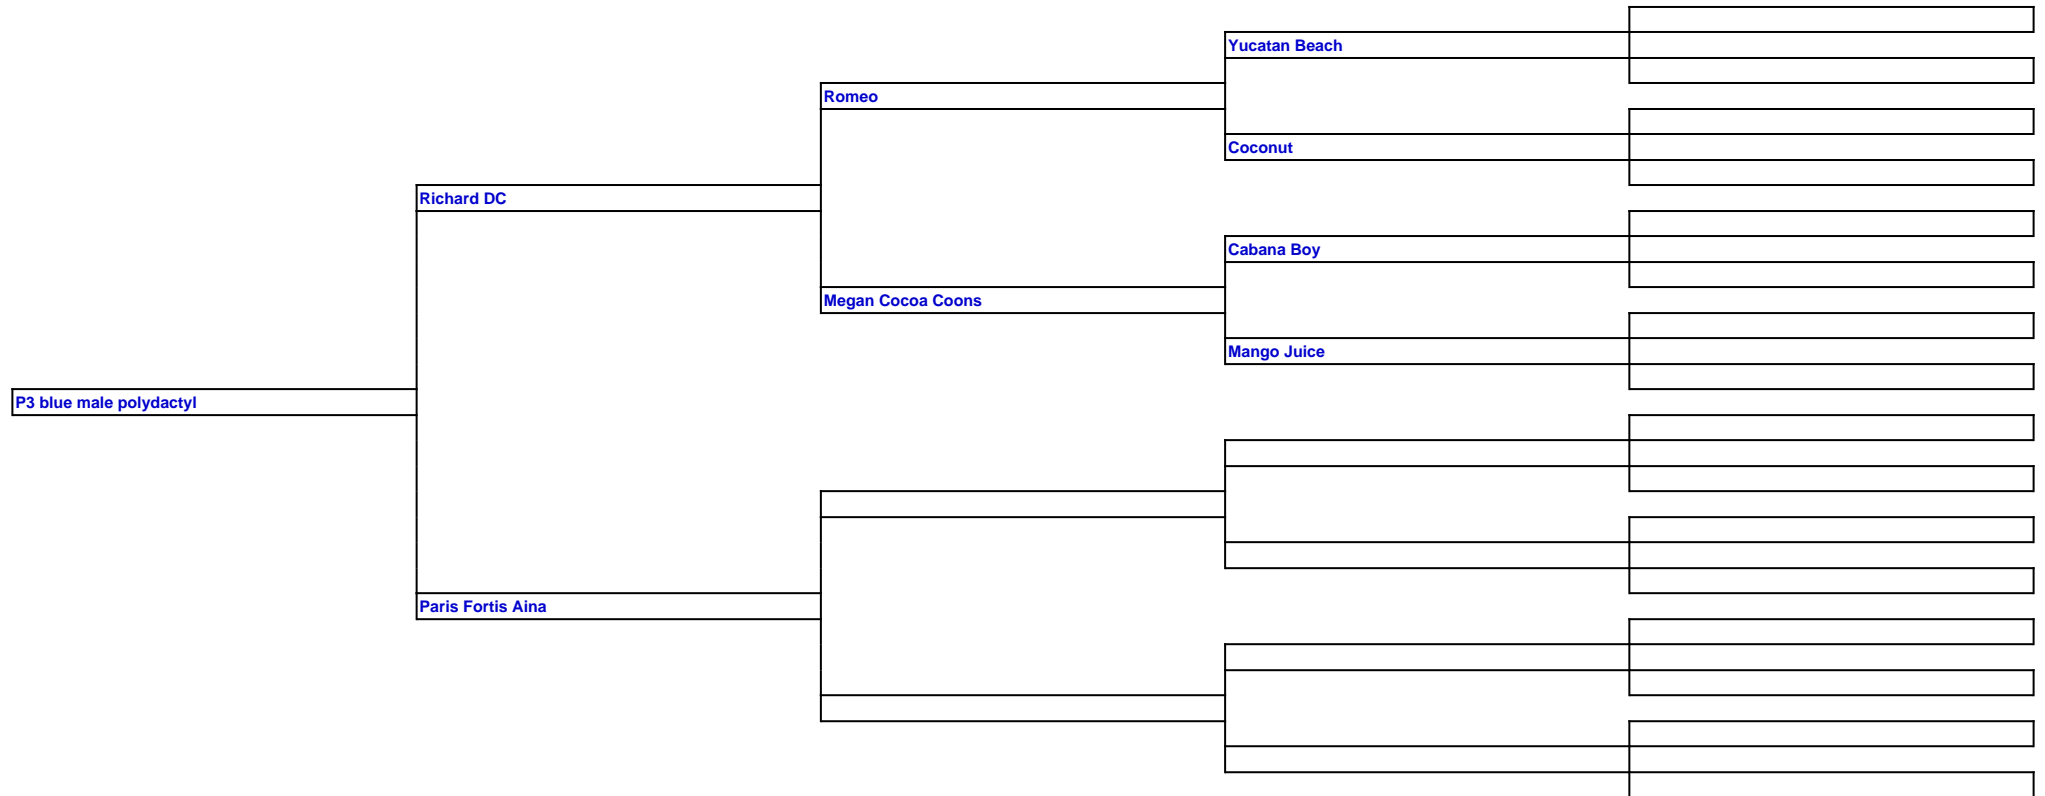 Yucatan Beach
Romeo
Coconut
Richard DC
Cabana Boy
Megan Cocoa Coons
Mango Juice
P3 blue male polydactyl
Paris Fortis Aina